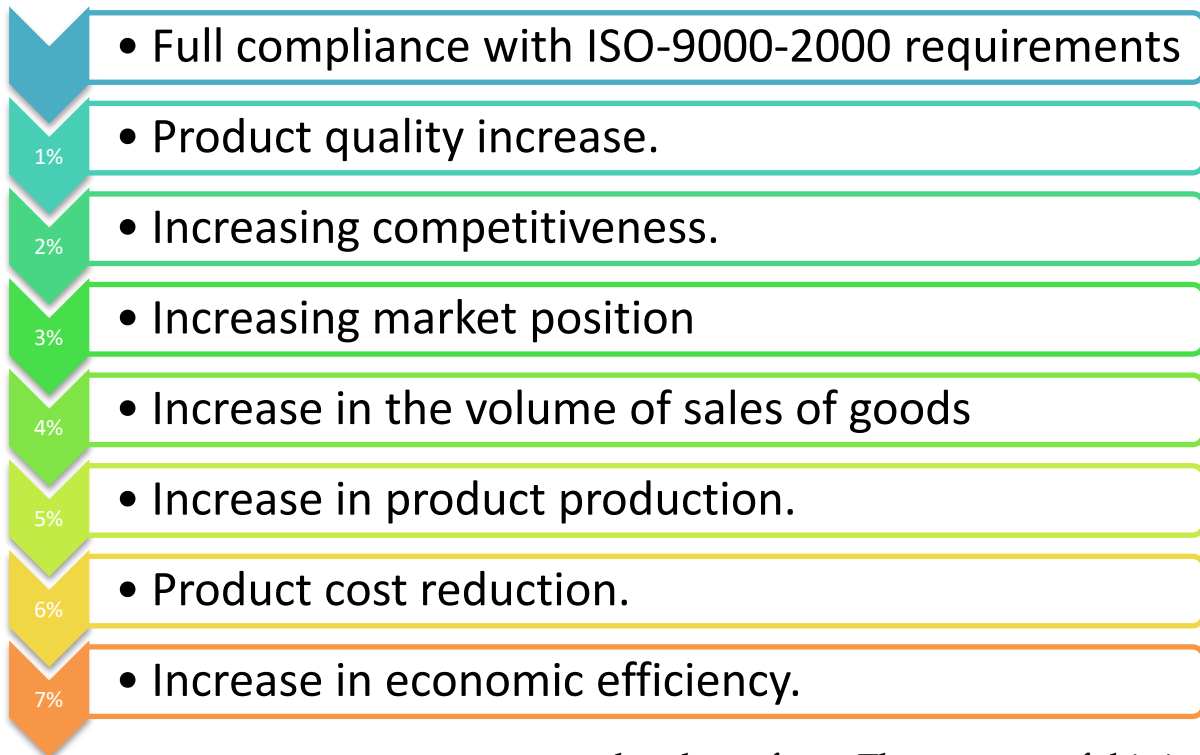 • Full compliance with ISO-9000-2000 requirements
1% • Product quality increase.
2% • Increasing competitiveness.
3% • Increasing market position
4% • Increase in the volume of sales of goods
5% • Increase in product production.
6% • Product cost reduction.
7% • Increase in economic efficiency.